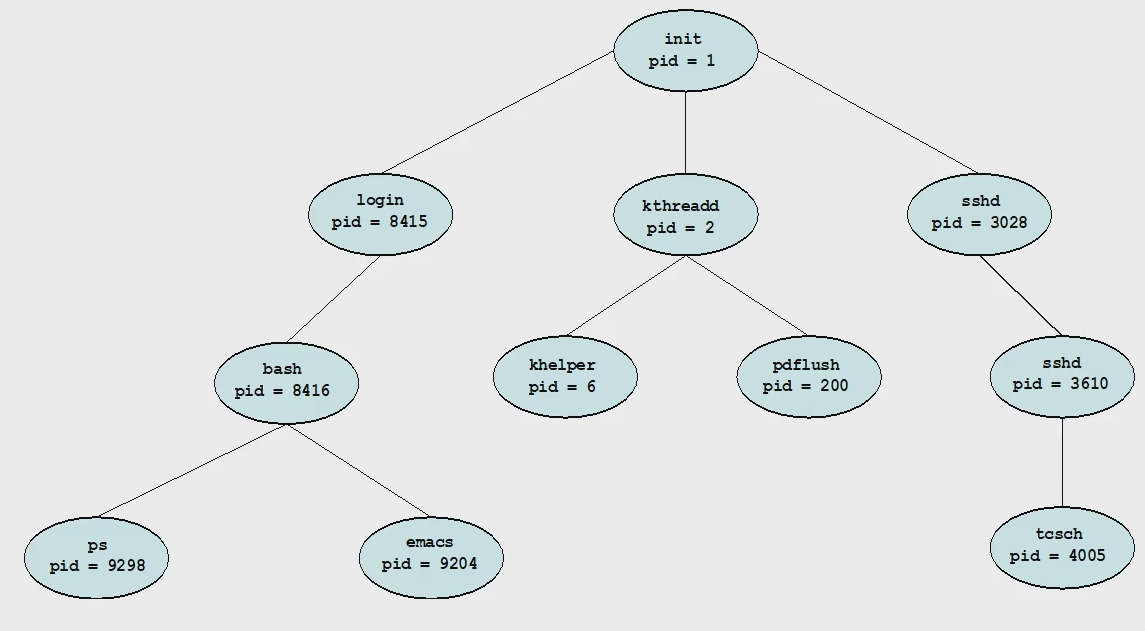 init
pid = 1
login
pid = 8415
kthreadd
pid = 2
sshd
pid = 3028
bash
pid = 8416
khelper
pid = 6
pdflush
pid = 200
sshd
pid = 3610
ps
pid = 9298
emacs
pid = 9204
tcsch
pid = 4005